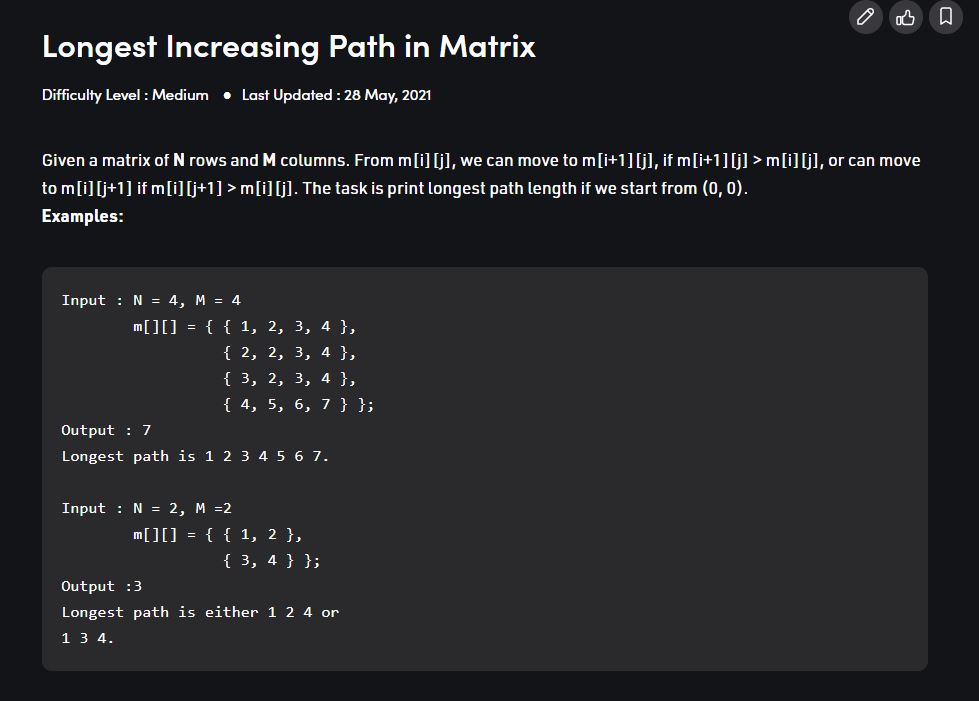 Longest Increasing Path in Matrix
Difficulty Level : Medium ● Last Updated : 28 May, 2021
Given a matrix of N rows and M columns. From m[i][j], we can move to m[i+1][j], if m[i+1][j] > m[i][j], or can move
to m[i][j+1] if m[i][j+1] > m[i][j]. The task is print longest path length if we start from (0, 0).
Examples:
Input : N = 4, M = 4
        m[][] = { { 1, 2, 3, 4 },
                  { 2, 2, 3, 4 },
                  { 3, 2, 3, 4 },
                  { 4, 5, 6, 7 } };
Output : 7
Longest path is 1 2 3 4 5 6 7.
Input : N = 2, M =2
        m[][] = { { 1, 2 },
                  { 3, 4 } };
Output :3
Longest path is either 1 2 4 or
1 3 4.